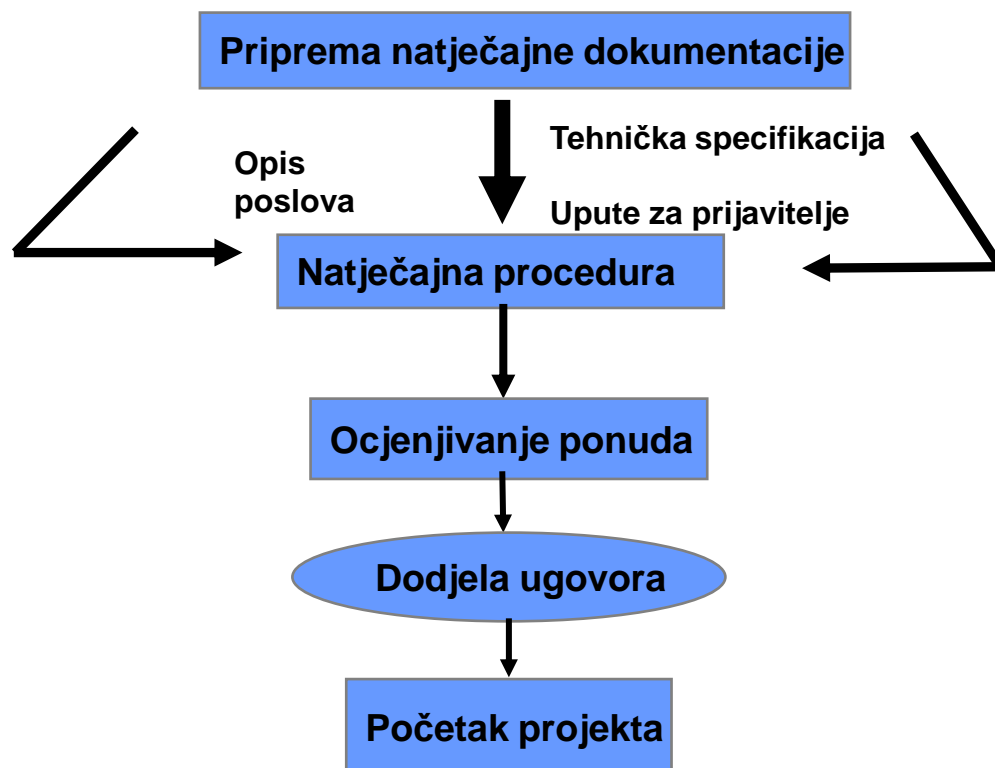 Priprema natječajne dokumentacije
Tehnička specifikacija
Opis
poslova
Upute za prijavitelje
Natječajna procedura
Ocjenjivanje ponuda
Dodjela ugovora
Početak projekta